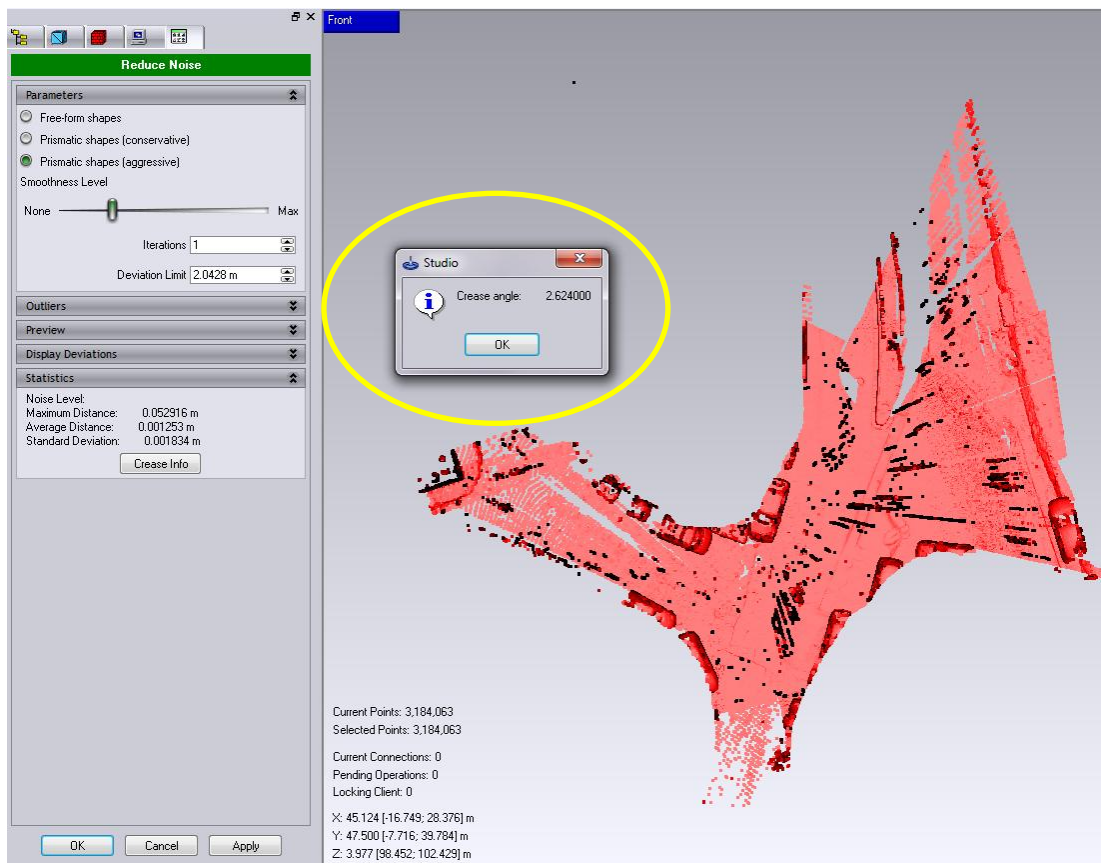 Reduce Noise
Parameters
Free-form shapes
Prismatic shapes (conservative)
Prismatic shapes (aggressive)
Smoothness Level
None Max
Iterations 1
Deviation Limit 2.0428 m
Outliers
Preview
Display Deviations
Statistics
Noise Level:
Maximum Distance: 0.052916 m
Average Distance: 0.001253 m
Standard Deviation: 0.001834 m
Crease Info
OK Cancel Apply
Front
Studio
Crease angle: 2.624000
OK
Current Points: 3,184,063
Selected Points: 3,184,063
Current Connections: 0
Pending Operations: 0
Locking Client: 0
X: 45.124 [-16.749; 28.376] m
Y: 47.500 [-7.716; 39.784] m
Z: 3.977 [98.452; 102.429] m